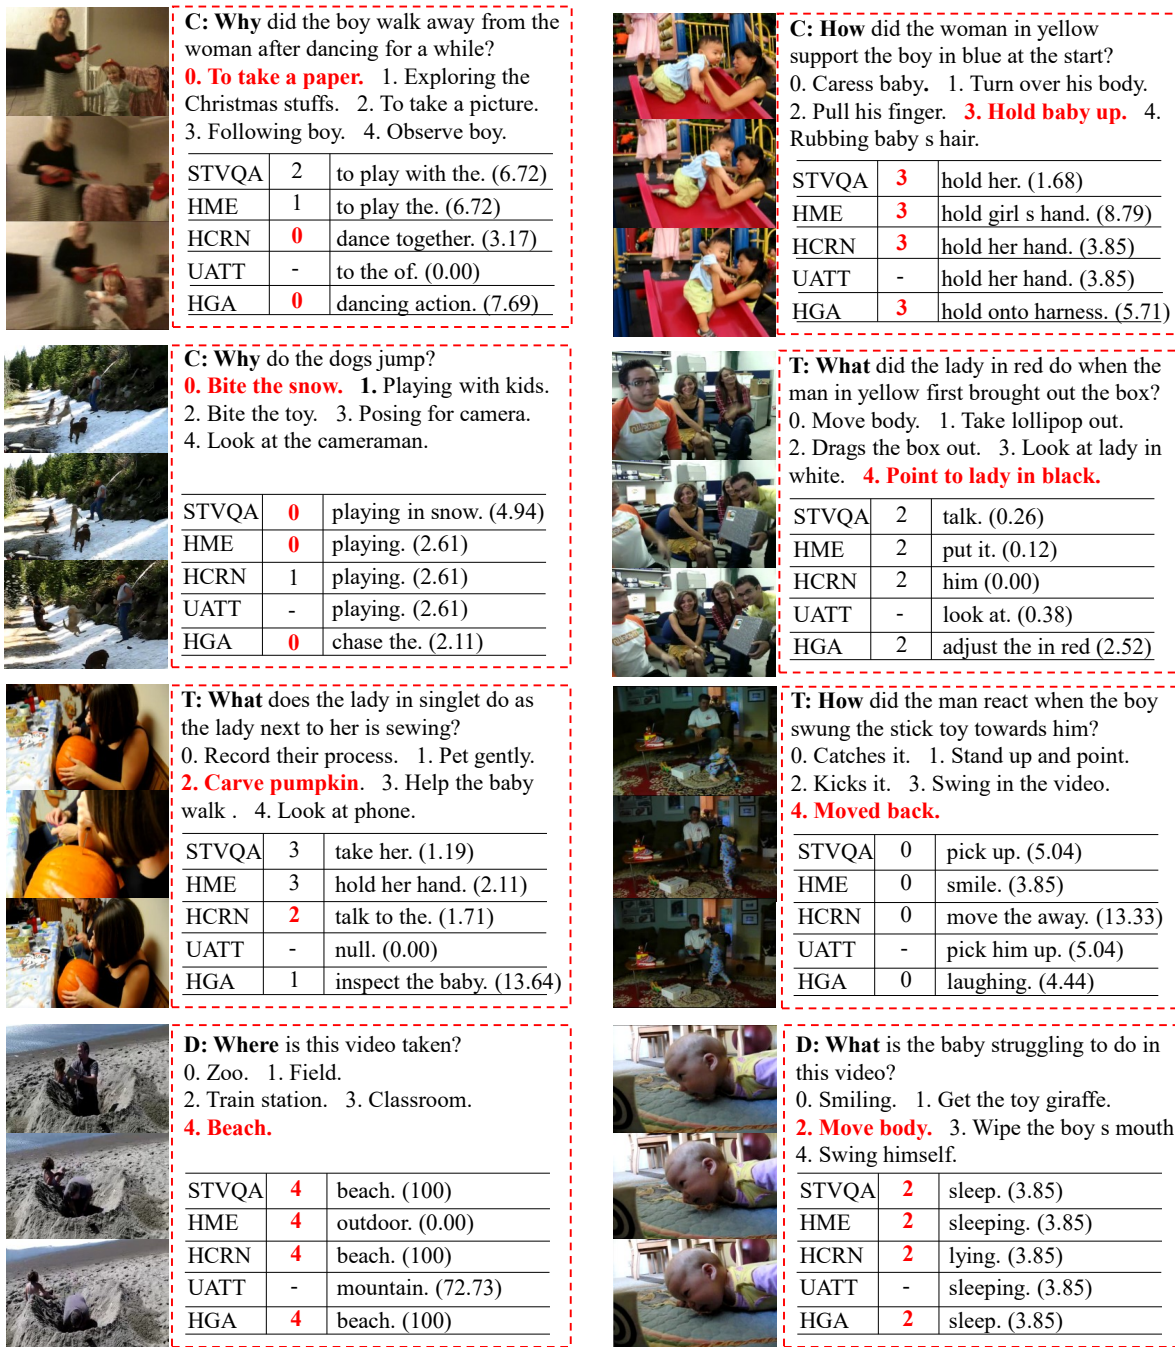 C: Why did the boy walk away from the
woman after dancing for a while?
0. To take a paper. 1. Exploring the
Christmas stuffs. 2. To take a picture.
3. Following boy. 4. Observe boy.
STVQA 2 to play with the. (6.72)
HME 1 to play the. (6.72)
HCRN 0 dance together. (3.17)
UATT - to the of. (0.00)
HGA 0 dancing action. (7.69)
C: How did the woman in yellow
support the boy in blue at the start?
0. Caress baby. 1. Turn over his body.
2. Pull his finger. 3. Hold baby up. 4.
Rubbing baby s hair.
STVQA 3 hold her. (1.68)
HME 3 hold girl s hand. (8.79)
HCRN 3 hold her hand. (3.85)
UATT - hold her hand. (3.85)
HGA 3 hold onto harness. (5.71)
C: Why do the dogs jump?
0. Bite the snow. 1. Playing with kids.
2. Bite the toy. 3. Posing for camera.
4. Look at the cameraman.
STVQA 0 playing in snow. (4.94)
HME 0 playing. (2.61)
HCRN 1 playing. (2.61)
UATT - playing. (2.61)
HGA 0 chase the. (2.11)
T: What did the lady in red do when the
man in yellow first brought out the box?
0. Move body. 1. Take lollipop out.
2. Drags the box out. 3. Look at lady in
white. 4. Point to lady in black.
STVQA 2 talk. (0.26)
HME 2 put it. (0.12)
HCRN 2 him (0.00)
UATT - look at. (0.38)
HGA 2 adjust the in red (2.52)
T: What does the lady in singlet do as
the lady next to her is sewing?
0. Record their process. 1. Pet gently.
2. Carve pumpkin. 3. Help the baby
walk . 4. Look at phone.
STVQA 3 take her. (1.19)
HME 3 hold her hand. (2.11)
HCRN 2 talk to the. (1.71)
UATT - null. (0.00)
HGA 1 inspect the baby. (13.64)
T: How did the man react when the boy
swung the stick toy towards him?
0. Catches it. 1. Stand up and point.
2. Kicks it. 3. Swing in the video.
4. Moved back.
STVQA 0 pick up. (5.04)
HME 0 smile. (3.85)
HCRN 0 move the away. (13.33)
UATT - pick him up. (5.04)
HGA 0 laughing. (4.44)
D: Where is this video taken?
0. Zoo. 1. Field.
2. Train station. 3. Classroom.
4. Beach.
STVQA 4 beach. (100)
HME 4 outdoor. (0.00)
HCRN 4 beach. (100)
UATT - mountain. (72.73)
HGA 4 beach. (100)
D: What is the baby struggling to do in
this video?
0. Smiling. 1. Get the toy giraffe.
2. Move body. 3. Wipe the boy s mouth
4. Swing himself.
STVQA 2 sleep. (3.85)
HME 2 sleeping. (3.85)
HCRN 2 lying. (3.85)
UATT - sleeping. (3.85)
HGA 2 sleep. (3.85)